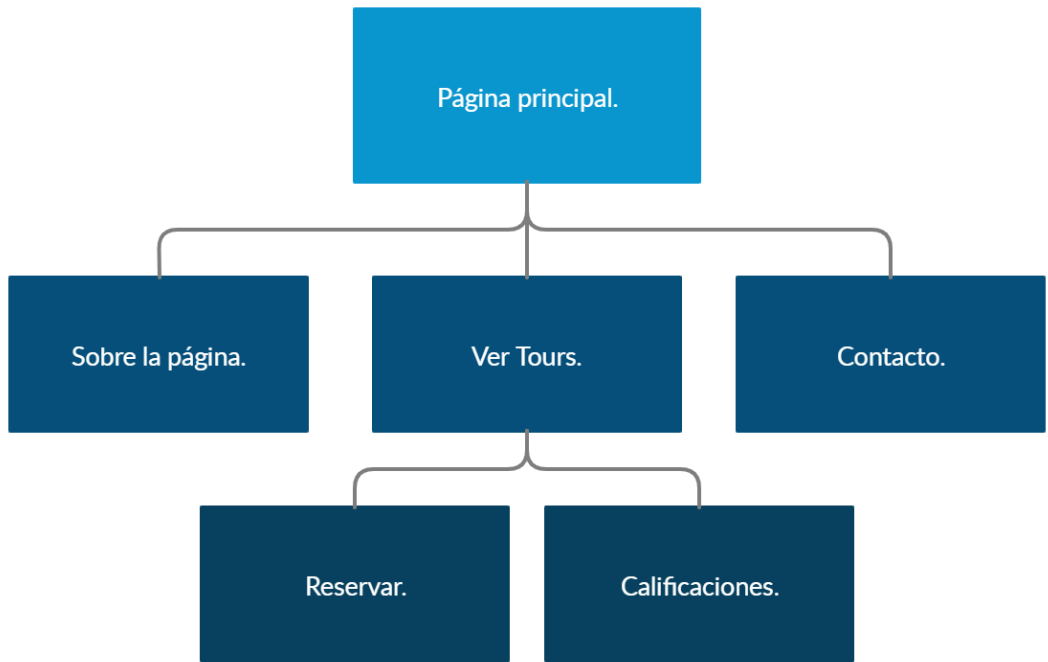 Página principal.
Sobre la página.
Ver Tours.
Contacto.
Reservar.
Calificaciones.